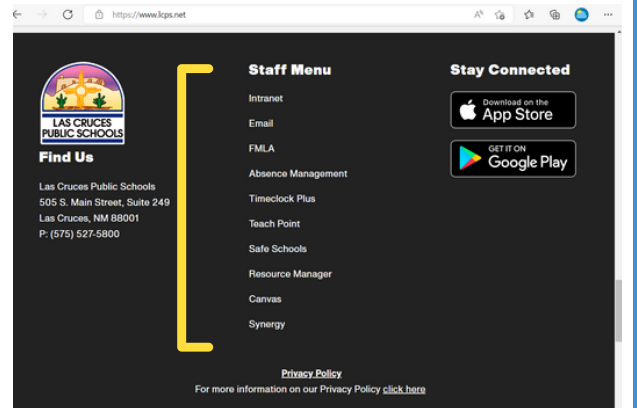 https://www.lcps.net
LAS CRUCES
PUBLIC SCHOOLS
Find Us
Las Cruces Public Schools
505 S. Main Street, Suite 249
Las Cruces, NM 88001
P: (575) 527-5800
Staff Menu
Intranet
Email
FMLA
Absence Management
Timeclock Plus
Teach Point
Safe Schools
Resource Manager
Canvas
Synergy
Stay Connected
Download on the
App Store
GET IT ON
Google Play
Privacy Policy
For more information on our Privacy Policy click here